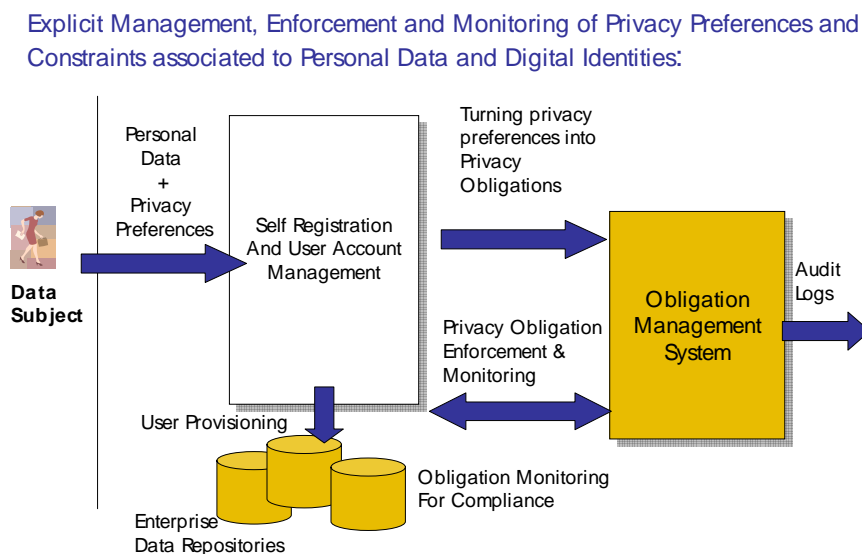 Explicit Management, Enforcement and Monitoring of Privacy Preferences and
Constraints associated to Personal Data and Digital Identities:
Personal
Data
+
Privacy
Preferences
Data
Subject
Self Registration
And User Account
Management
Turning privacy
preferences into
Privacy
Obligations
Obligation
Management
System
Audit
Logs
Privacy Obligation
Enforcement &
Monitoring
User Provisioning
Obligation Monitoring
For Compliance
Enterprise
Data Repositories